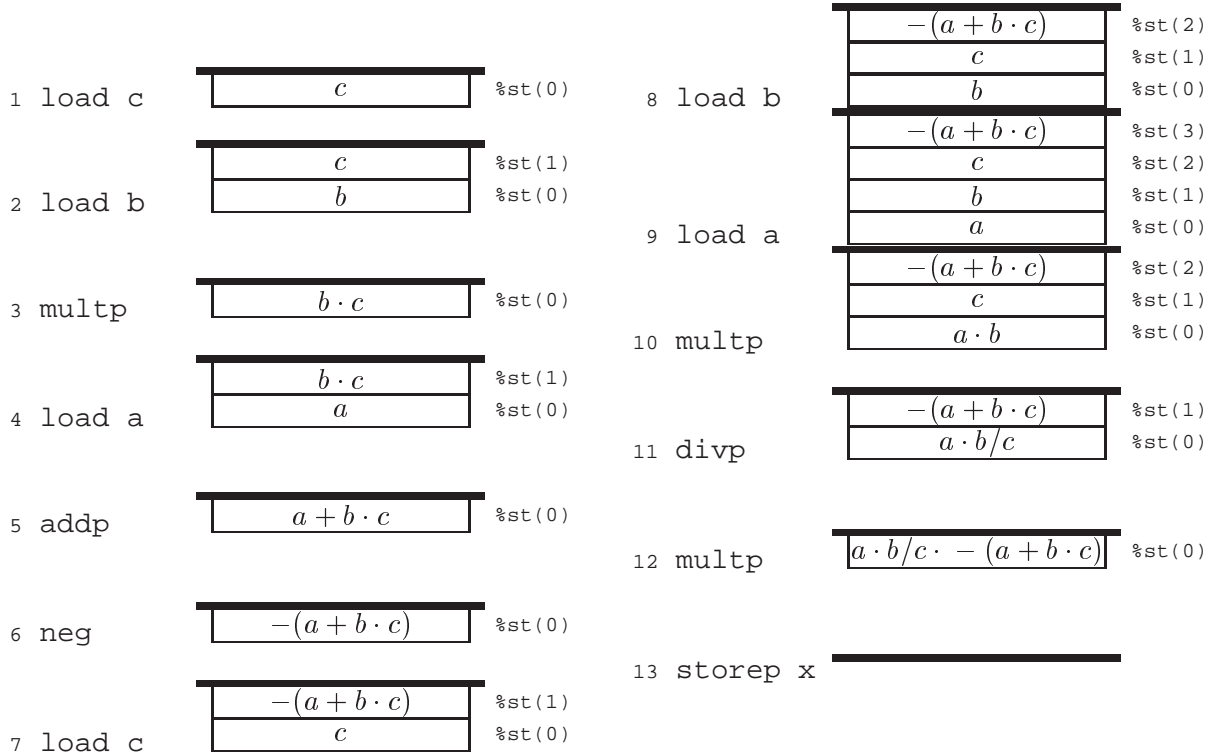 1 load c
c %st(0)
2 load b
c %st(1)
b %st(0)
3 multp
b · c %st(0)
4 load a
b · c %st(1)
a %st(0)
5 addp
a + b · c %st(0)
6 neg
−(a + b · c) %st(0)
7 load c
−(a + b · c) %st(1)
c %st(0)
8 load b
−(a + b · c) %st(2)
c %st(1)
b %st(0)
9 load a
−(a + b · c) %st(3)
c %st(2)
b %st(1)
a %st(0)
10 multp
−(a + b · c) %st(2)
c %st(1)
a · b %st(0)
11 divp
−(a + b · c) %st(1)
a · b/c %st(0)
12 multp
a · b/c · − (a + b · c) %st(0)
13 storep x